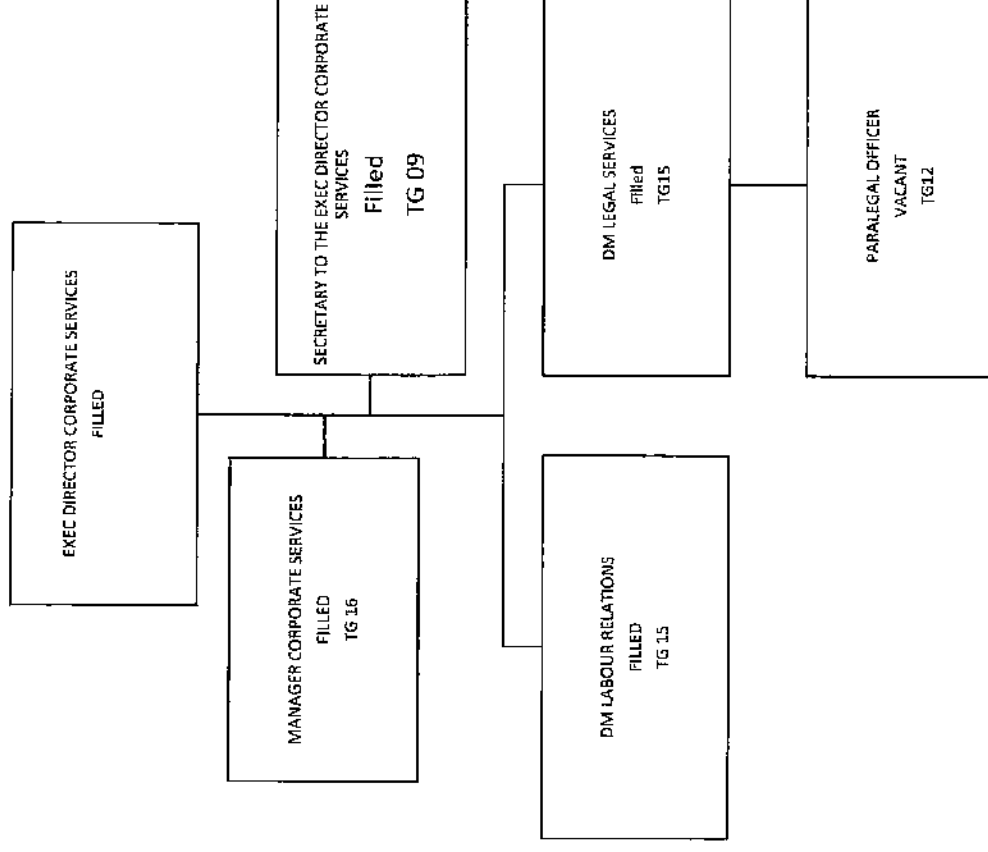 EXEC DIRECTOR CORPORATE SERVICES
FILLED
MANAGER CORPORATE SERVICES
FILLED
TG 16
SECRETARY TO THE EXEC DIRECTOR CORPORATE
SERVICES
Filled
TG 09
DM LABOUR RELATIONS
FILLED
TG 15
DM LEGAL SERVICES
Filled
TG15
PARALEGAL OFFICER
VACANT
TG12